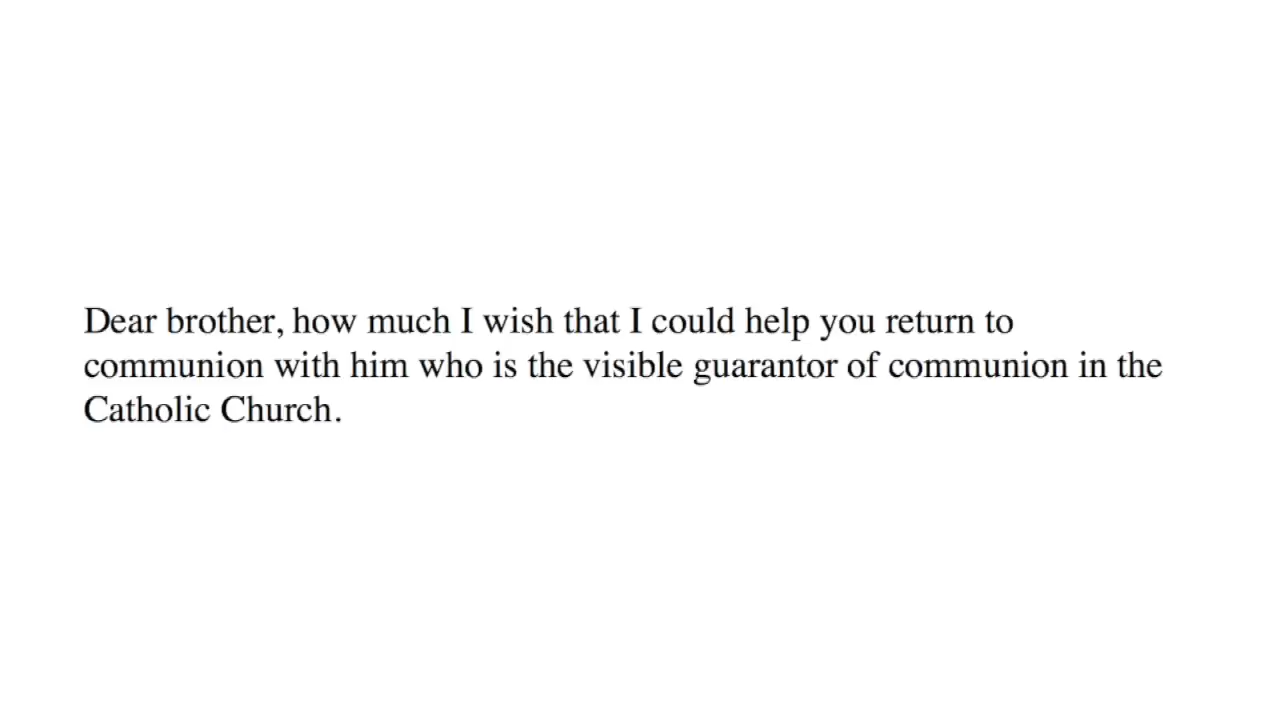 Dear brother, how much I wish that I could help you return to
communion with him who is the visible guarantor of communion in the
Catholic Church.